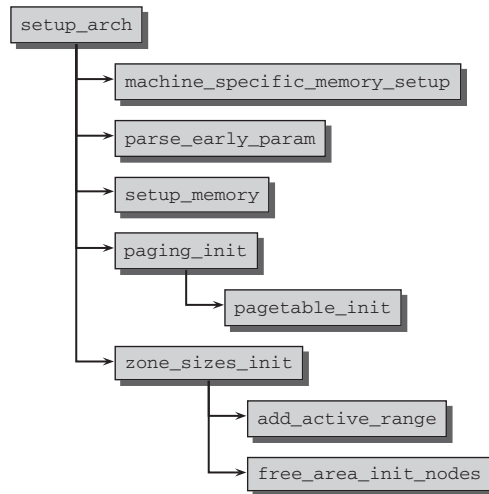 setup_arch
machine_specific_memory_setup
parse_early_param
setup_memory
paging_init
pagetable_init
zone_sizes_init
add_active_range
free_area_init_nodes